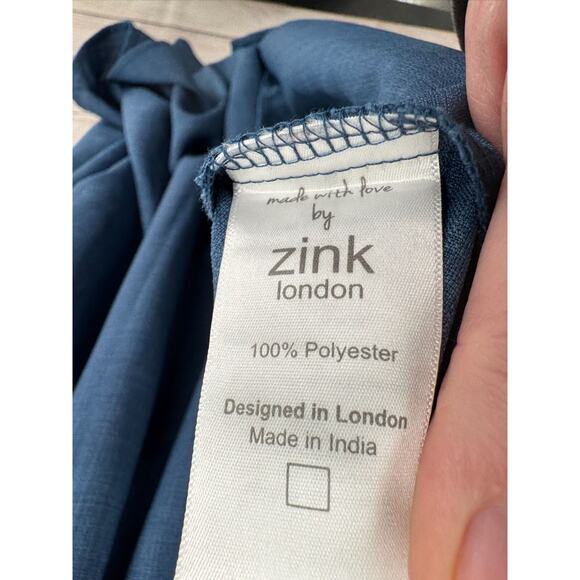 made with love
by
zink
london
100% Polyester
Designed in London
Made in India